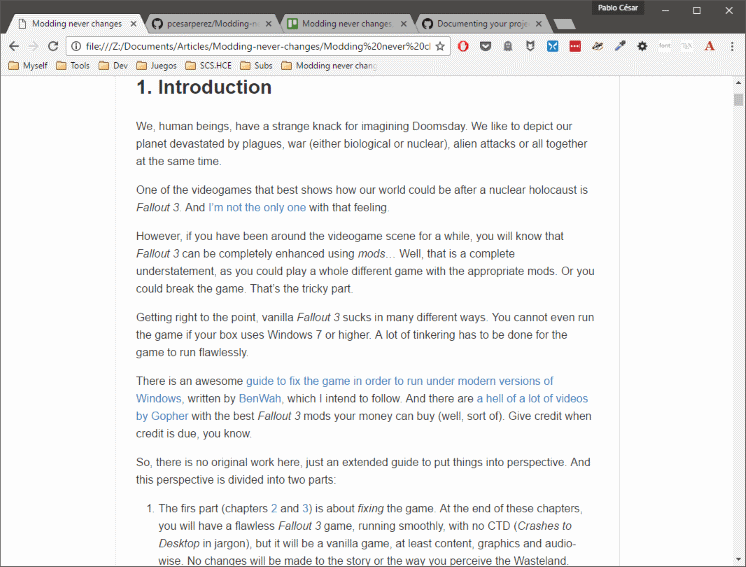 Pablo César
Modding never changes
pcesarperez/Modding-n
Modding never changes
Documenting your proje
file:///Z:/Documents/Articles/Modding-never-changes/Modding%20never%20cl
Myself Tools Dev Juegos SCS.HCE Subs Modding never chang
1. Introduction
We, human beings, have a strange knack for imagining Doomsday. We like to depict our
planet devastated by plagues, war (either biological or nuclear), alien attacks or all together
at the same time.
One of the videogames that best shows how our world could be after a nuclear holocaust is
Fallout 3. And I'm not the only one with that feeling.
However, if you have been around the videogame scene for a while, you will know that
Fallout 3 can be completely enhanced using mods… Well, that is a complete
understatement, as you could play a whole different game with the appropriate mods. Or you
could break the game. That's the tricky part.
Getting right to the point, vanilla Fallout 3 sucks in many different ways. You cannot even run
the game if your box uses Windows 7 or higher. A lot of tinkering has to be done for the
game to run flawlessly.
There is an awesome guide to fix the game in order to run under modern versions of
Windows, written by BenWah, which I intend to follow. And there are a hell of a lot of videos
by Gopher with the best Fallout 3 mods your money can buy (well, sort of). Give credit when
credit is due, you know.
So, there is no original work here, just an extended guide to put things into perspective. And
this perspective is divided into two parts:
1. The firs part (chapters 2 and 3) is about fixing the game. At the end of these chapters,
you will have a flawless Fallout 3 game, running smoothly, with no CTD (Crashes to
Desktop in jargon), but it will be a vanilla game, at least content, graphics and audio-
wise. No changes will be made to the story or the way you perceive the Wasteland.